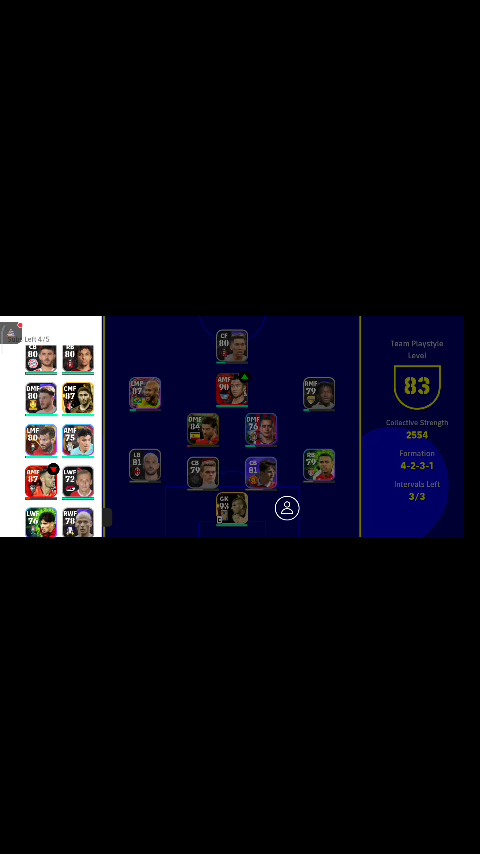 Subs Left 4/5
CB
80
RB
80
DMF
80
CMF
87
LMF
80
AMF
75
AMF
87
LWF
72
LWF
76
RWF
78
CF
80
LMF
87
AMF
90
RMF
79
DMF
84
DMF
76
LB
81
CB
79
CB
81
RB
79
GK
93
Team Playstyle
Level
83
Collective Strength
2554
Formation
4-2-3-1
Intervals Left
3/3